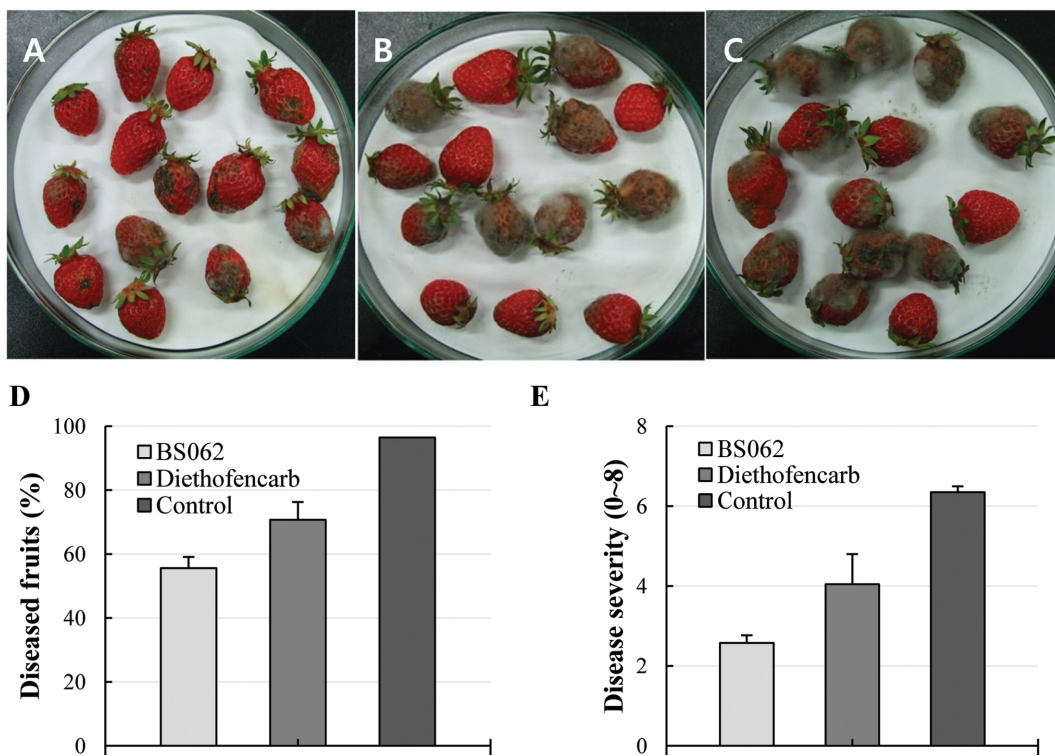 A
B
C
D
Diseased fruits (%)
100
80
60
40
20
0
BS062
Diethofencarb
Control
E
Disease severity (0~8)
8
6
4
2
0
BS062
Diethofencarb
Control